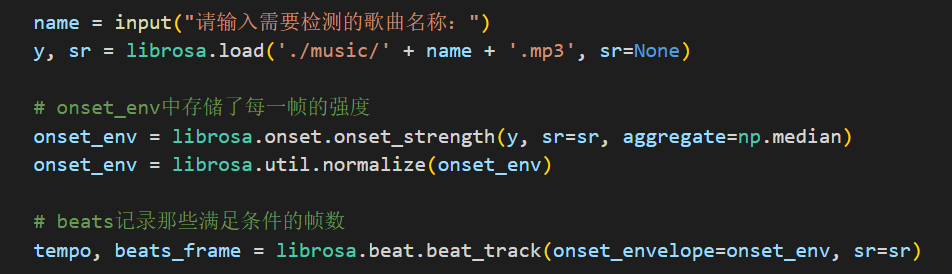 name = input("请输入需要检测的歌曲名称：")
y, sr = librosa.load('./music/' + name + '.mp3', sr=None)
# onset_env中存储了每一帧的强度
onset_env = librosa.onset.onset_strength(y, sr=sr, aggregate=np.median)
onset_env = librosa.util.normalize(onset_env)
# beats记录那些满足条件的帧数
tempo, beats_frame = librosa.beat.beat_track(onset_envelope=onset_env, sr=sr)